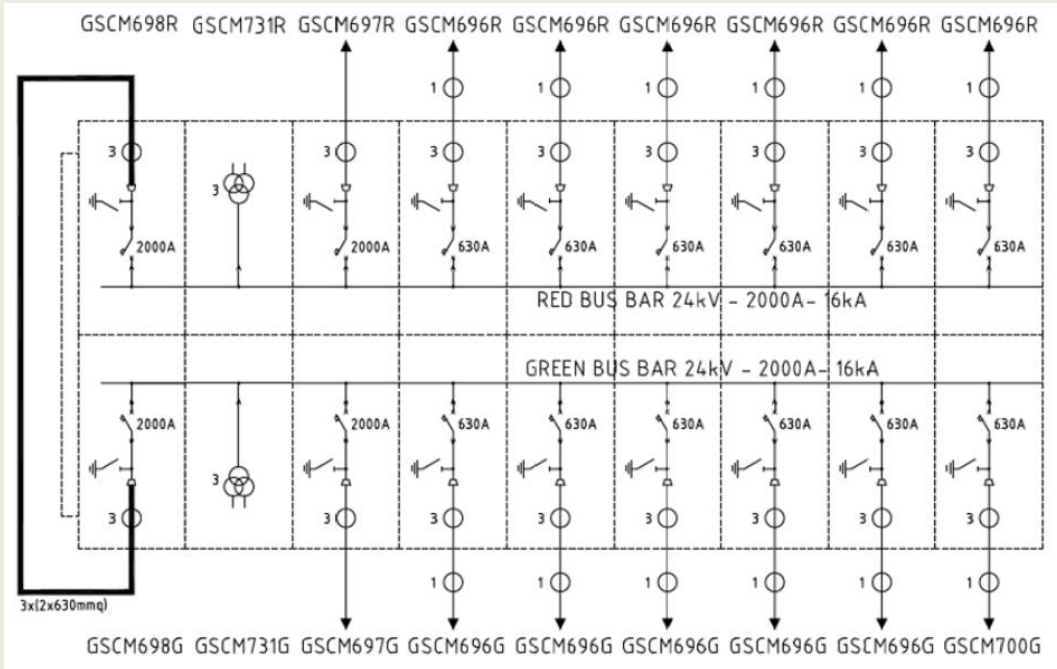 GSCM698R GSCM731R GSCM697R GSCM696R GSCM696R GSCM696R GSCM696R GSCM696R GSCM696R
1 1 1 1 1 1
3 3 3 3 3 3 3 3
3
2000A 2000A 630A 630A 630A 630A 630A 630A
RED BUS BAR 24kV - 2000A- 16kA
GREEN BUS BAR 24kV - 2000A- 16kA
2000A 2000A 630A 630A 630A 630A 630A 630A
3
3 3 3 3 3 3 3 3
1 1 1 1 1 1
3x(2x630mmq)
GSCM698G GSCM731G GSCM697G GSCM696G GSCM696G GSCM696G GSCM696G GSCM696G GSCM700G